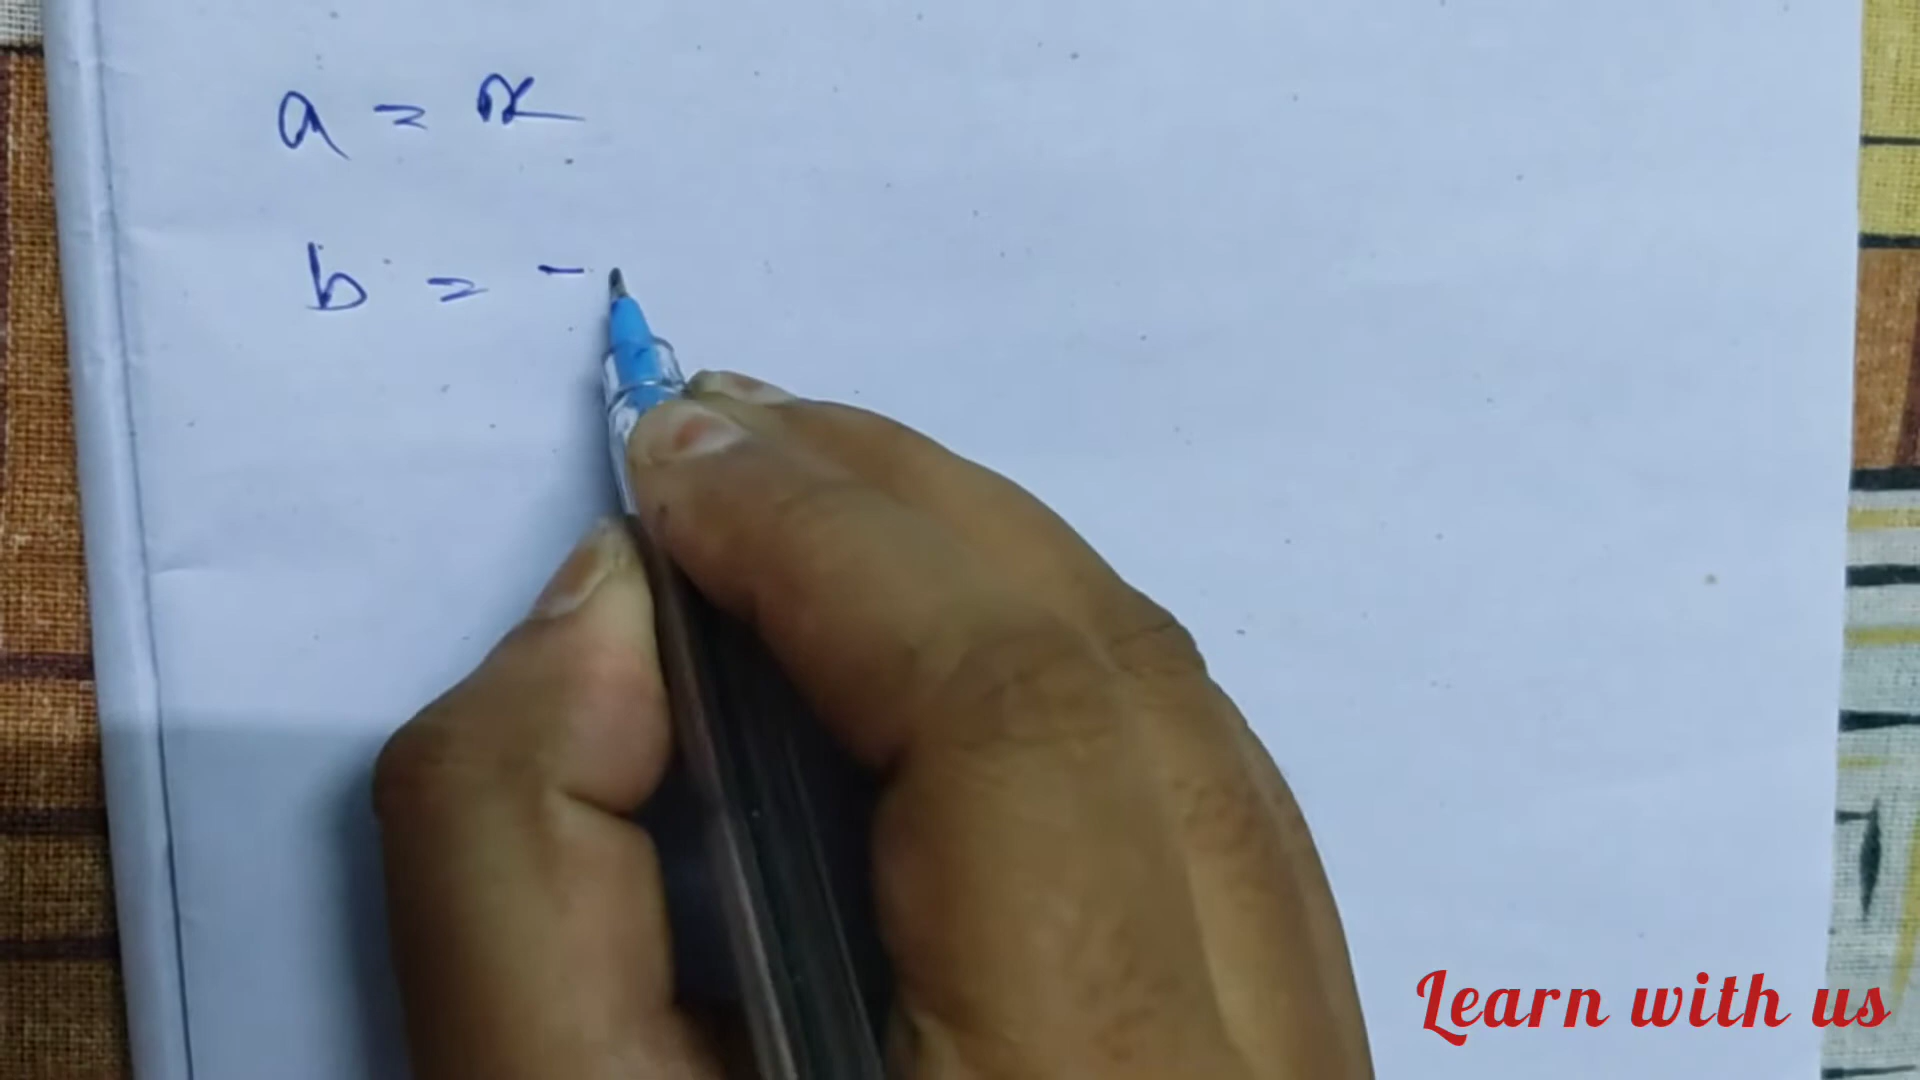 a = x
b = -
Learn with us